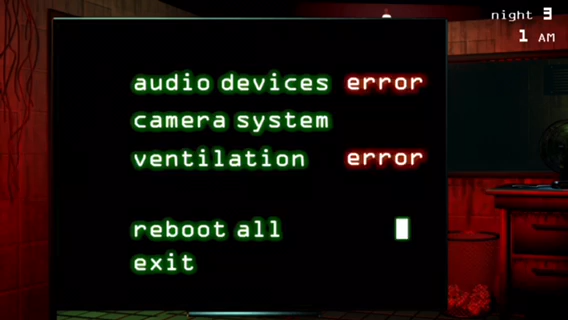 night 3
1 AM
audio devices error
camera system
ventilation error
reboot all
exit